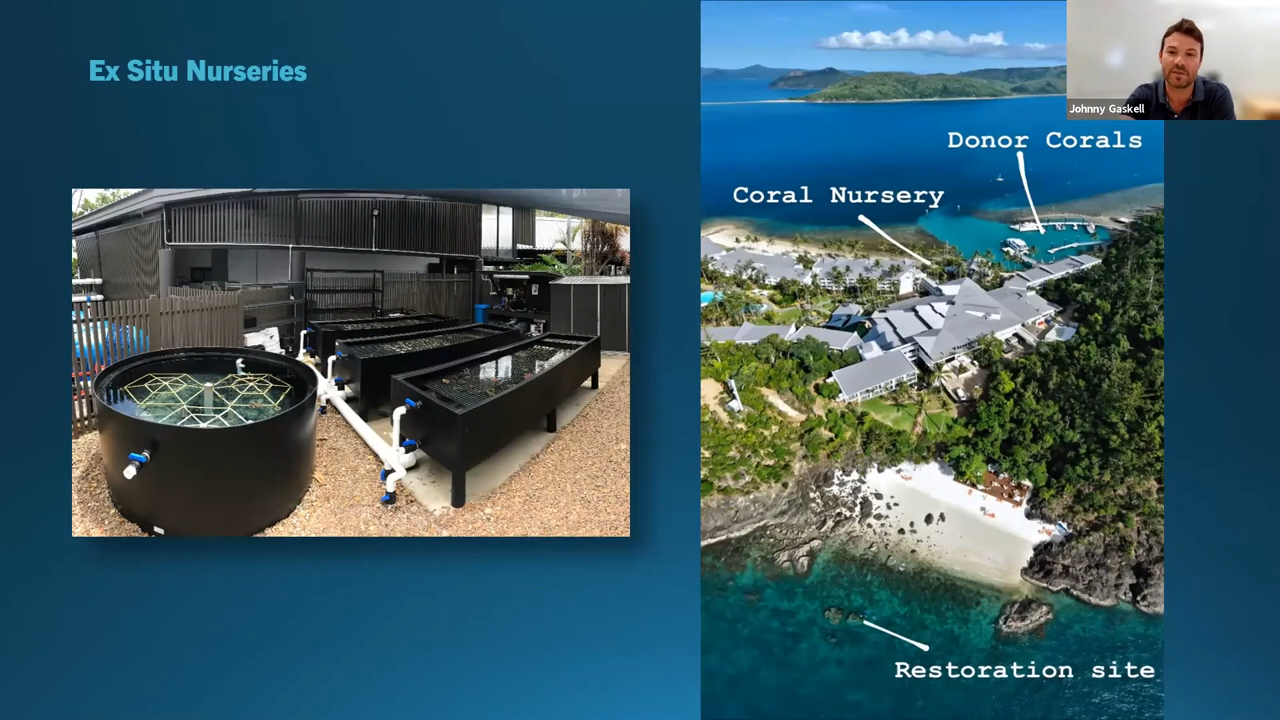 Ex Situ Nurseries
Johnny Gaskell
Donor Corals
Coral Nursery
Restoration site